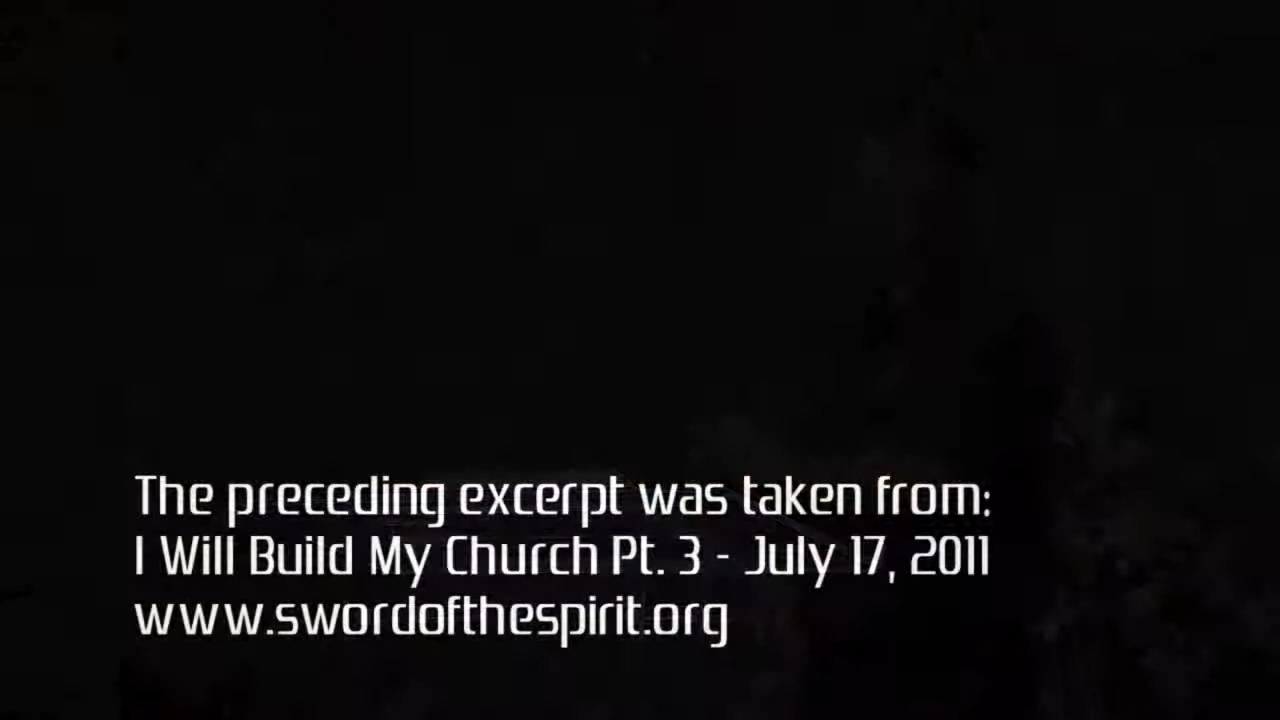 The preceding excerpt was taken from:
I Will Build My Church Pt. 3 - July 17, 2011
www.swordofthespirit.org